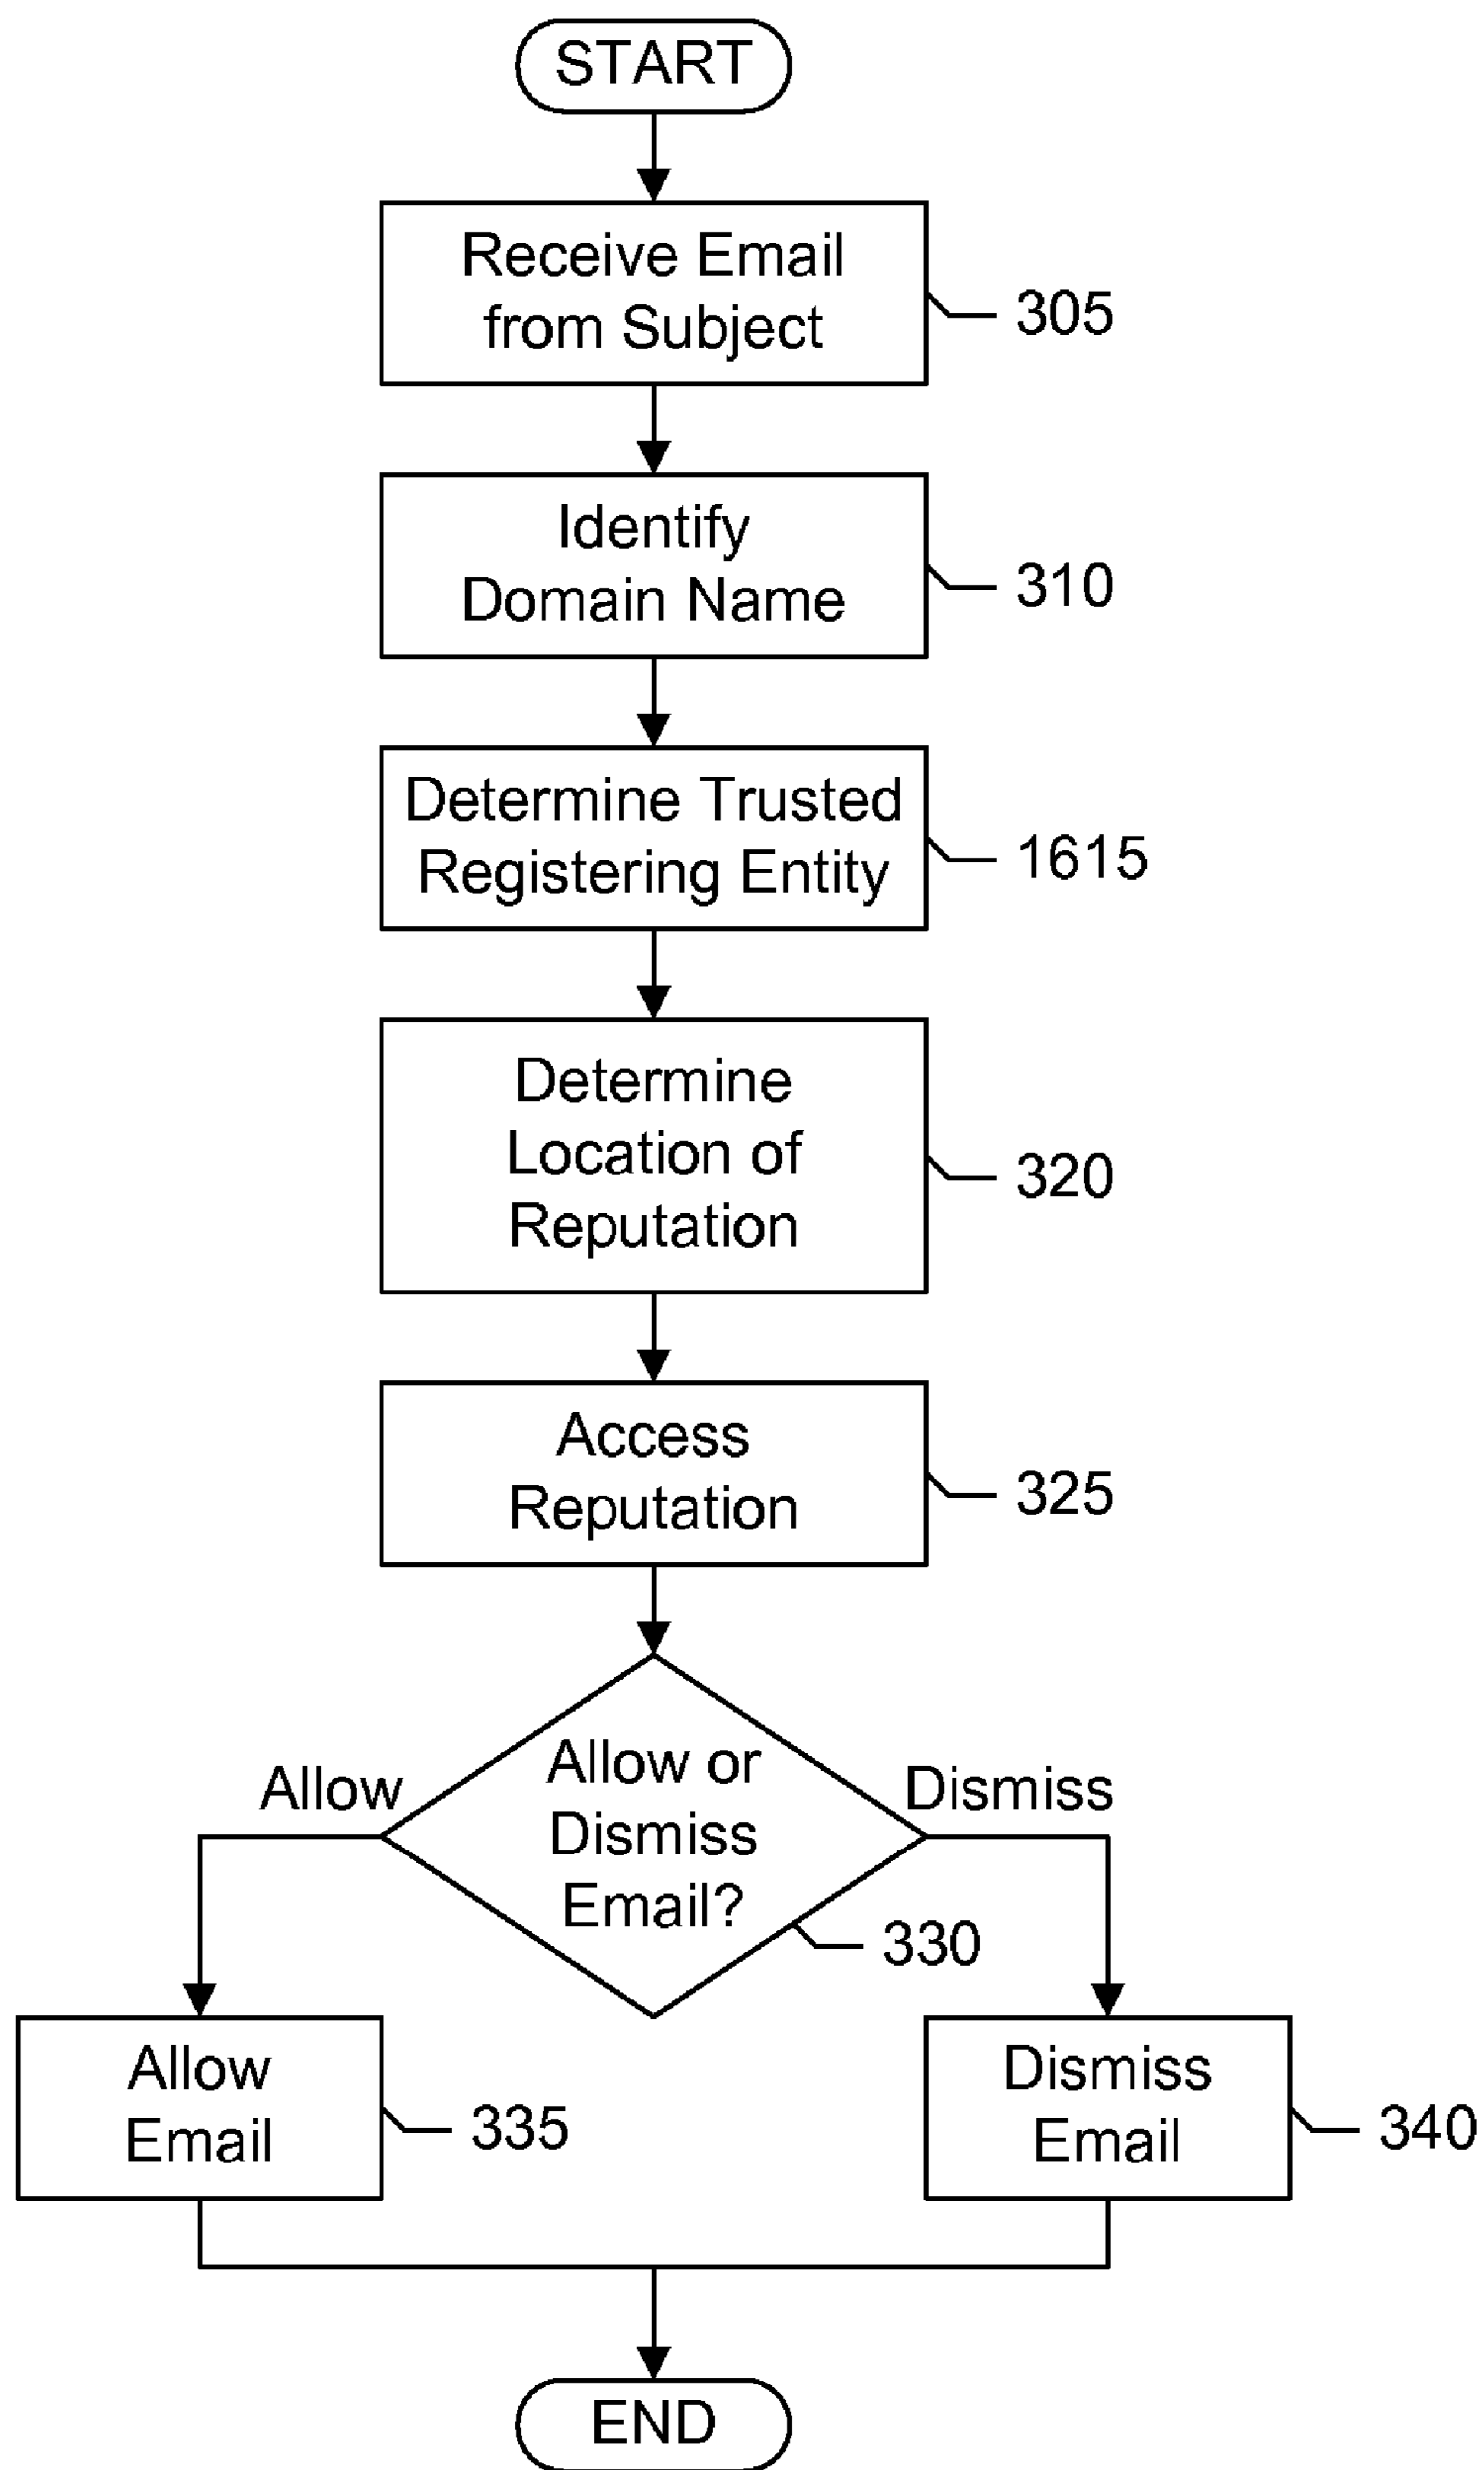 START
Receive Email
from Subject
305
Identify
Domain Name
310
Determine Trusted
Registering Entity
1615
Determine
Location of
Reputation
320
Access
Reputation
325
Allow or
Dismiss
Email?
330
Allow
Dismiss
Allow
Email
335
Dismiss
Email
340
END